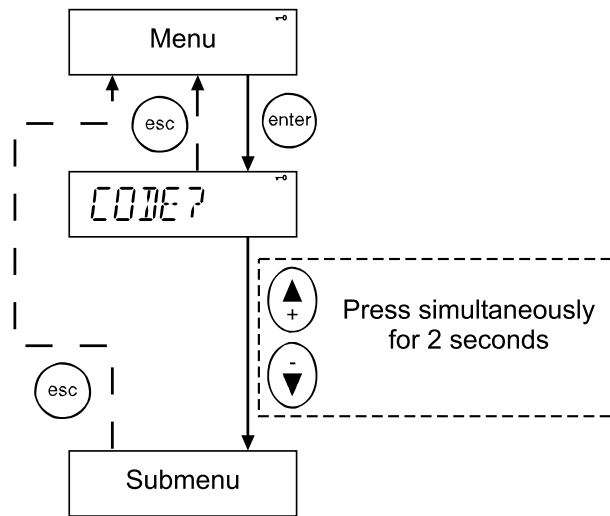 Menu
esc
enter
CODE?
▲
+
Press simultaneously
for 2 seconds
-
▼
esc
Submenu